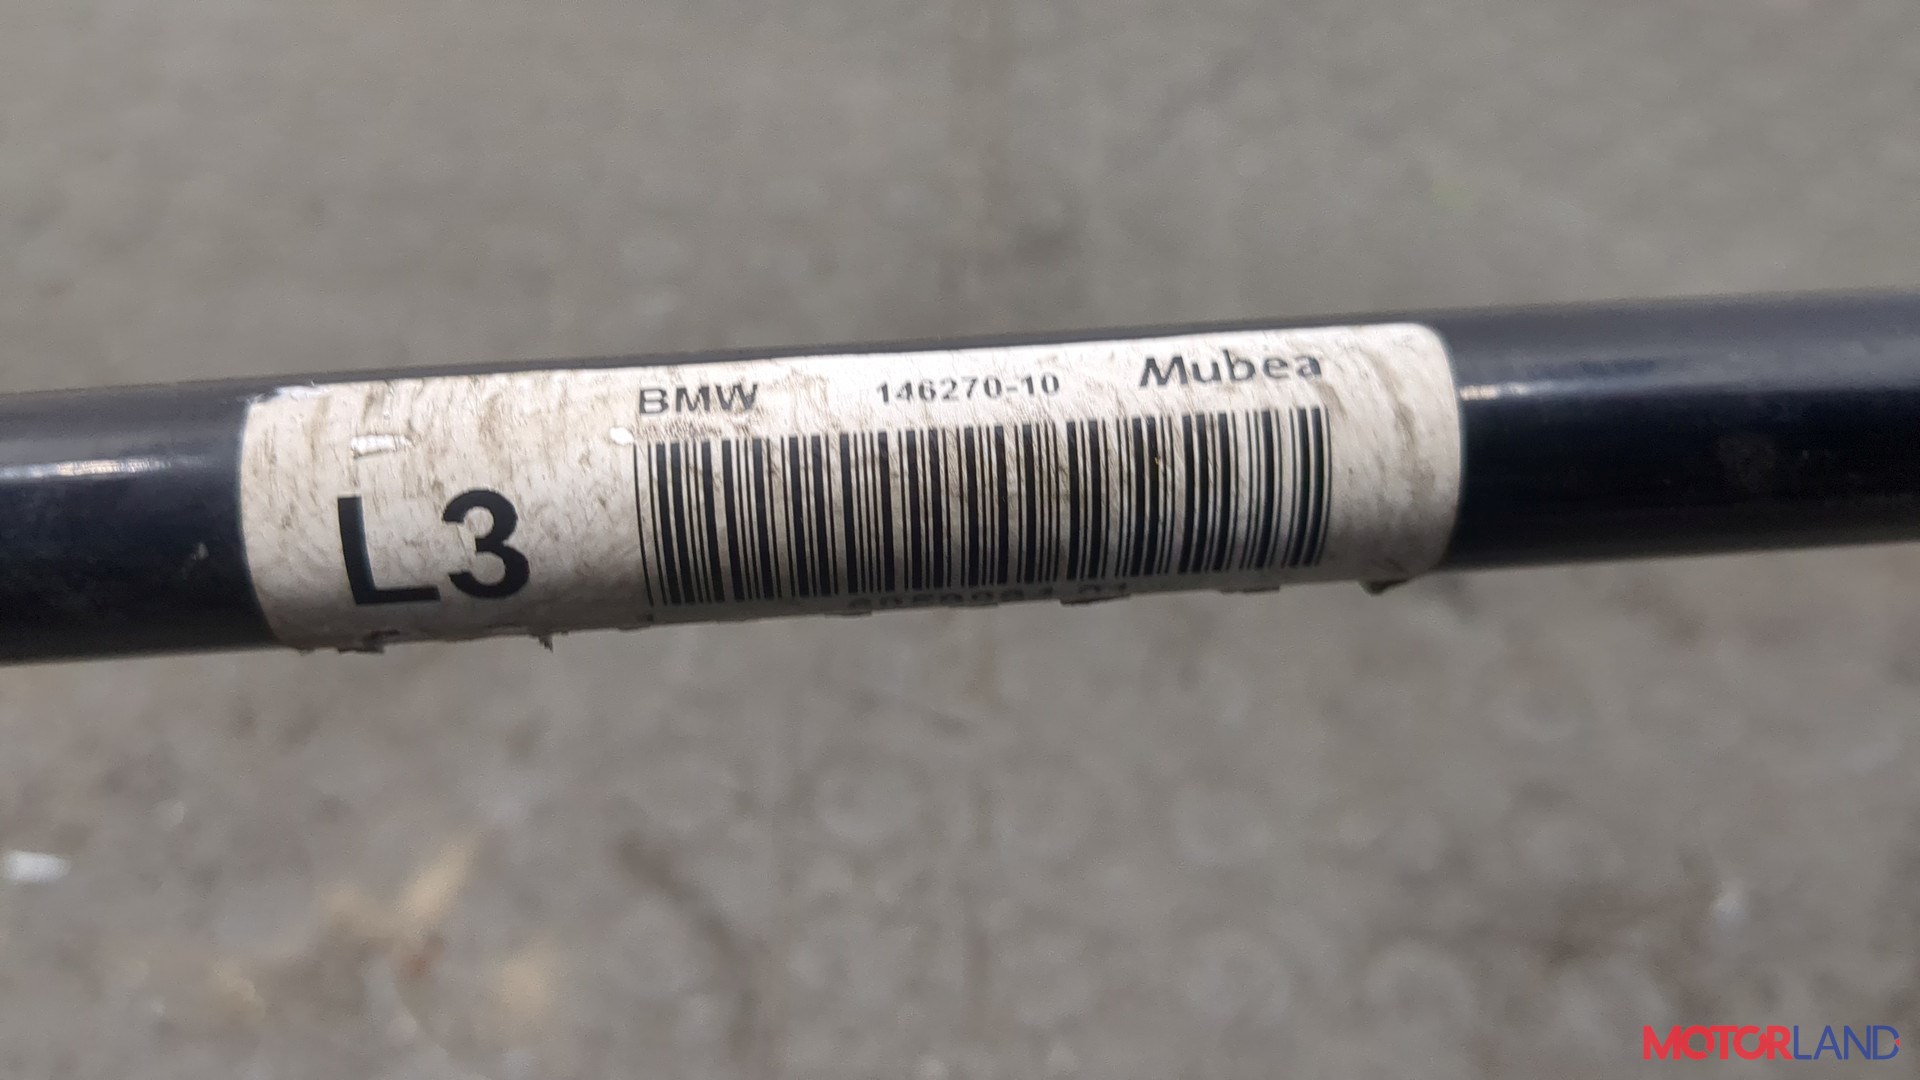 BMW 146270-10 Mubea
L3
MOTORLAND